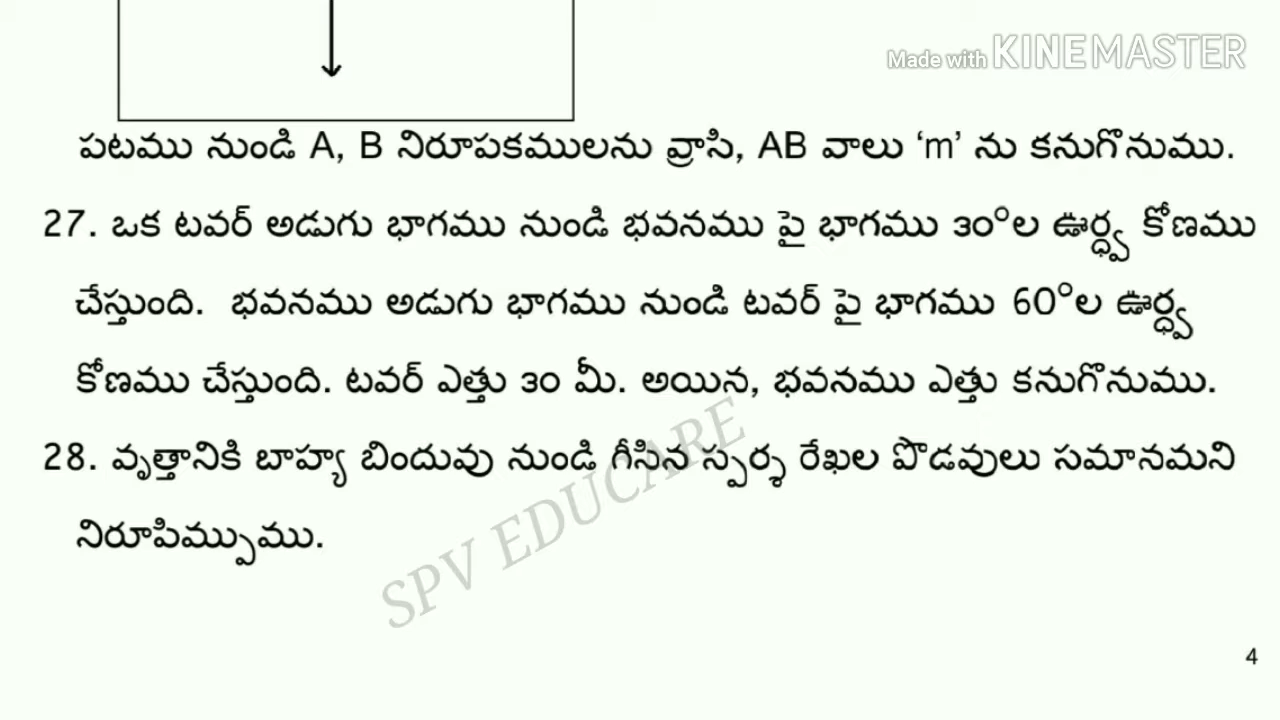 Made with KINEMASTER
పటము నుండి A, B నిరూపకములను వ్రాసి, AB వాలు ‘m’ ను కనుగొనుము.
27. ఒక టవర్ అడుగు భాగము నుండి భవనము పై భాగము 30°ల ఊర్ధ్వ కోణము
చేస్తుంది. భవనము అడుగు భాగము నుండి టవర్ పై భాగము 60°ల ఊర్ధ్వ
కోణము చేస్తుంది. టవర్ ఎత్తు 30 మీ. అయిన, భవనము ఎత్తు కనుగొనుము.
28. వృత్తానికి బాహ్య బిందువు నుండి గీసిన స్పర్శ రేఖల పొడవులు సమానమని
నిరూపిమ్పుము.
SPV EDUCARE
4